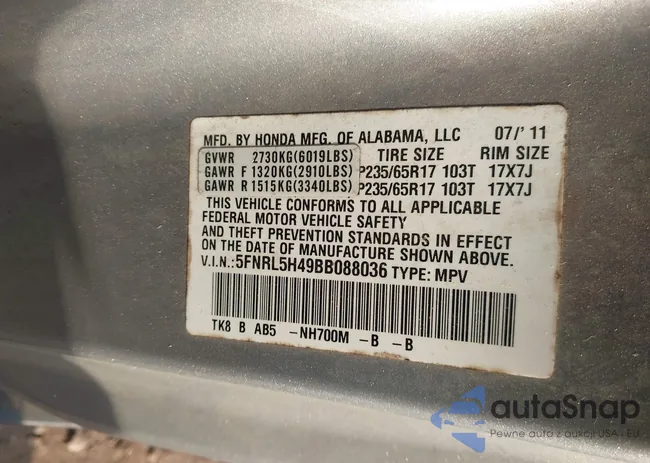 MFD. BY HONDA MFG. OF ALABAMA, LLC 07/'11
GVWR 2730KG(6019LBS) TIRE SIZE RIM SIZE
GAWR F 1320KG(2910LBS) P235/65R17 103T 17X7J
GAWR R 1515KG(3340LBS) P235/65R17 103T 17X7J
THIS VEHICLE CONFORMS TO ALL APPLICABLE
FEDERAL MOTOR VEHICLE SAFETY
AND THEFT PREVENTION STANDARDS IN EFFECT
ON THE DATE OF MANUFACTURE SHOWN ABOVE.
V.I.N.: 5FNRL5H49BB088036 TYPE: MPV
TK8 B AB5 -NH700M -B -B
autaSnap
Pewne auta z aukcji USA - EU